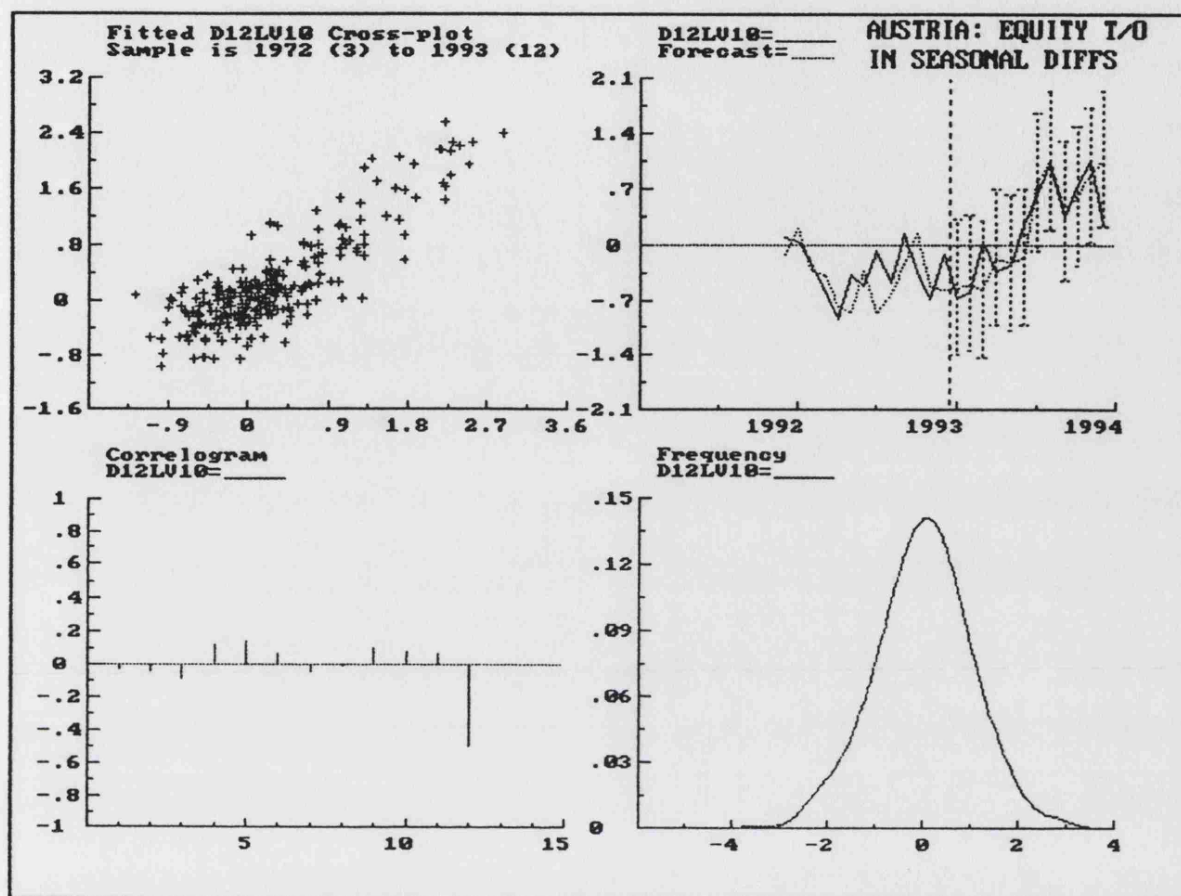 Fitted D12LV10 Cross-plot
Sample is 1972 (3) to 1993 (12)
3.2
2.4
1.6
.8
0
-.8
-1.6
-.9 0 .9 1.8 2.7 3.6
D12LV10=
Forecast=
AUSTRIA: EQUITY T/O
IN SEASONAL DIFFS
2.1
1.4
.7
0
-.7
-1.4
-2.1
1992 1993 1994
Correlogram
D12LV10=
1
.8
.6
.4
.2
0
-.2
-.4
-.6
-.8
-1
5 10 15
Frequency
D12LV10=
.15
.12
.09
.06
.03
0
-4 -2 0 2 4